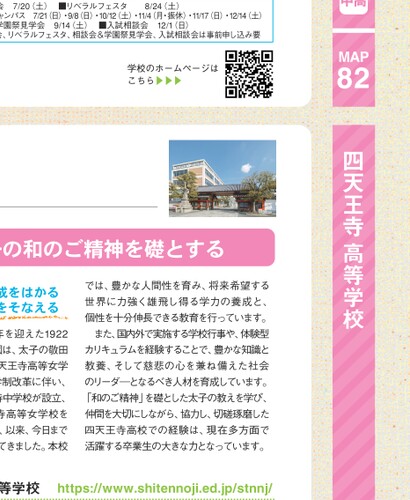 会 7/20(土) ■リベラルフェスタ 8/24(土)
ャンパス 7/21(日)・9/8(日)・10/12(土)・11/4(月・振休)・11/17(日)・12/14(土)
学園祭見学会 9/14(土) ■入試相談会 12/1(日)
会、リベラルフェスタ、相談会&学園祭見学会、入試相談会は事前申し込み要
学校のホームページは
こちら▶▶▶
中高
MAP
82
四天王寺高等学校
子の和のご精神を礎とする
成をはかる
をそなえる
年を迎えた1922
園は、太子の敬田
天王寺高等女学
学制改革に伴い、
寺中学校が設立、
寺高等女学校を
、以来、今日まで
てきました。本校
では、豊かな人間性を育み、将来希望する
世界に力強く雄飛し得る学力の養成と、
個性を十分伸長できる教育を行っています。
また、国内外で実施する学校行事や、体験型
カリキュラムを経験することで、豊かな知識と
教養、そして慈悲の心を兼ね備えた社会
のリーダーとなるべき人材を育成しています。
「和のご精神」を礎とした太子の教えを学び、
仲間を大切にしながら、協力し、切磋琢磨した
四天王寺高校での経験は、現在多方面で
活躍する卒業生の大きな力となっています。
等学校 https://www.shitennoji.ed.jp/stnnj/